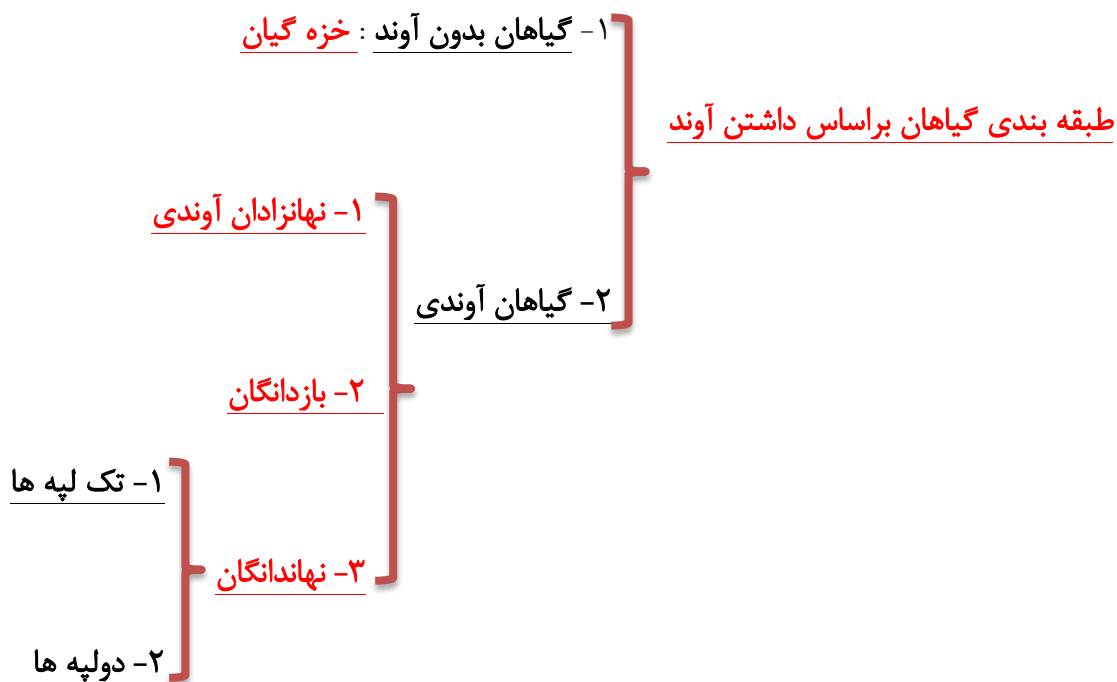 ۱- گیاهان بدون آوند : خزه گیان
طبقه بندی گیاهان براساس داشتن آوند
۱- نهانزادان آوندی
۲- گیاهان آوندی
۲- بازدانگان
۱- تک لپه ها
۳- نهاندانگان
۲- دولپه ها